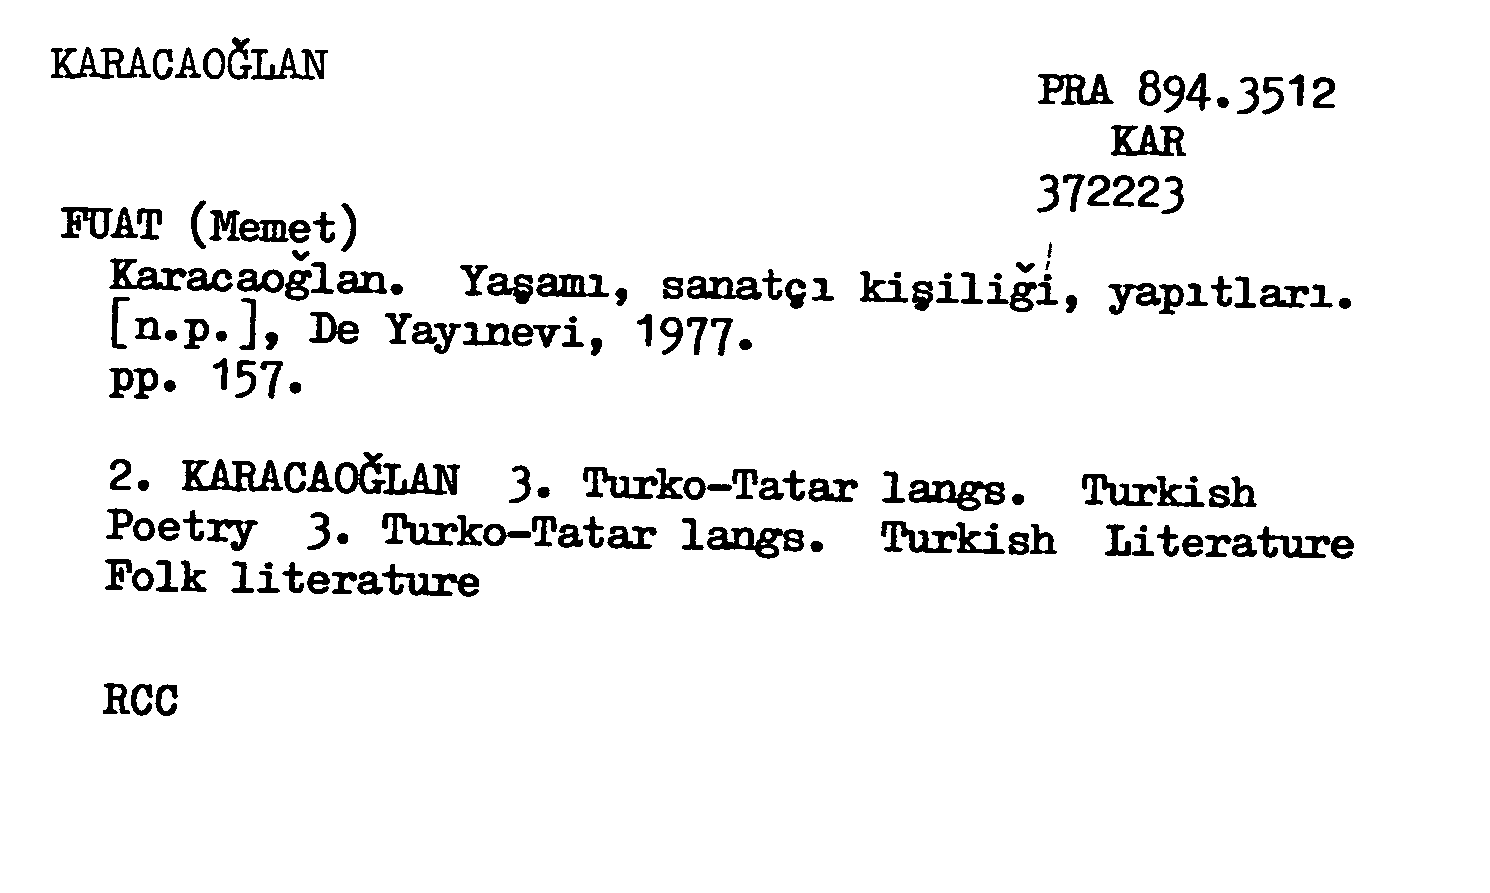 KARACAOĞLAN
PRA 894.3512
KAR
372223
FUAT (Memet)
Karacaoğlan. Yaşamı, sanatçı kişiliği, yapıtları.
[n.p.], De Yayınevi, 1977.
pp. 157.
2. KARACAOĞLAN 3. Turko-Tatar langs. Turkish
Poetry 3. Turko-Tatar langs. Turkish Literature
Folk literature
RCC